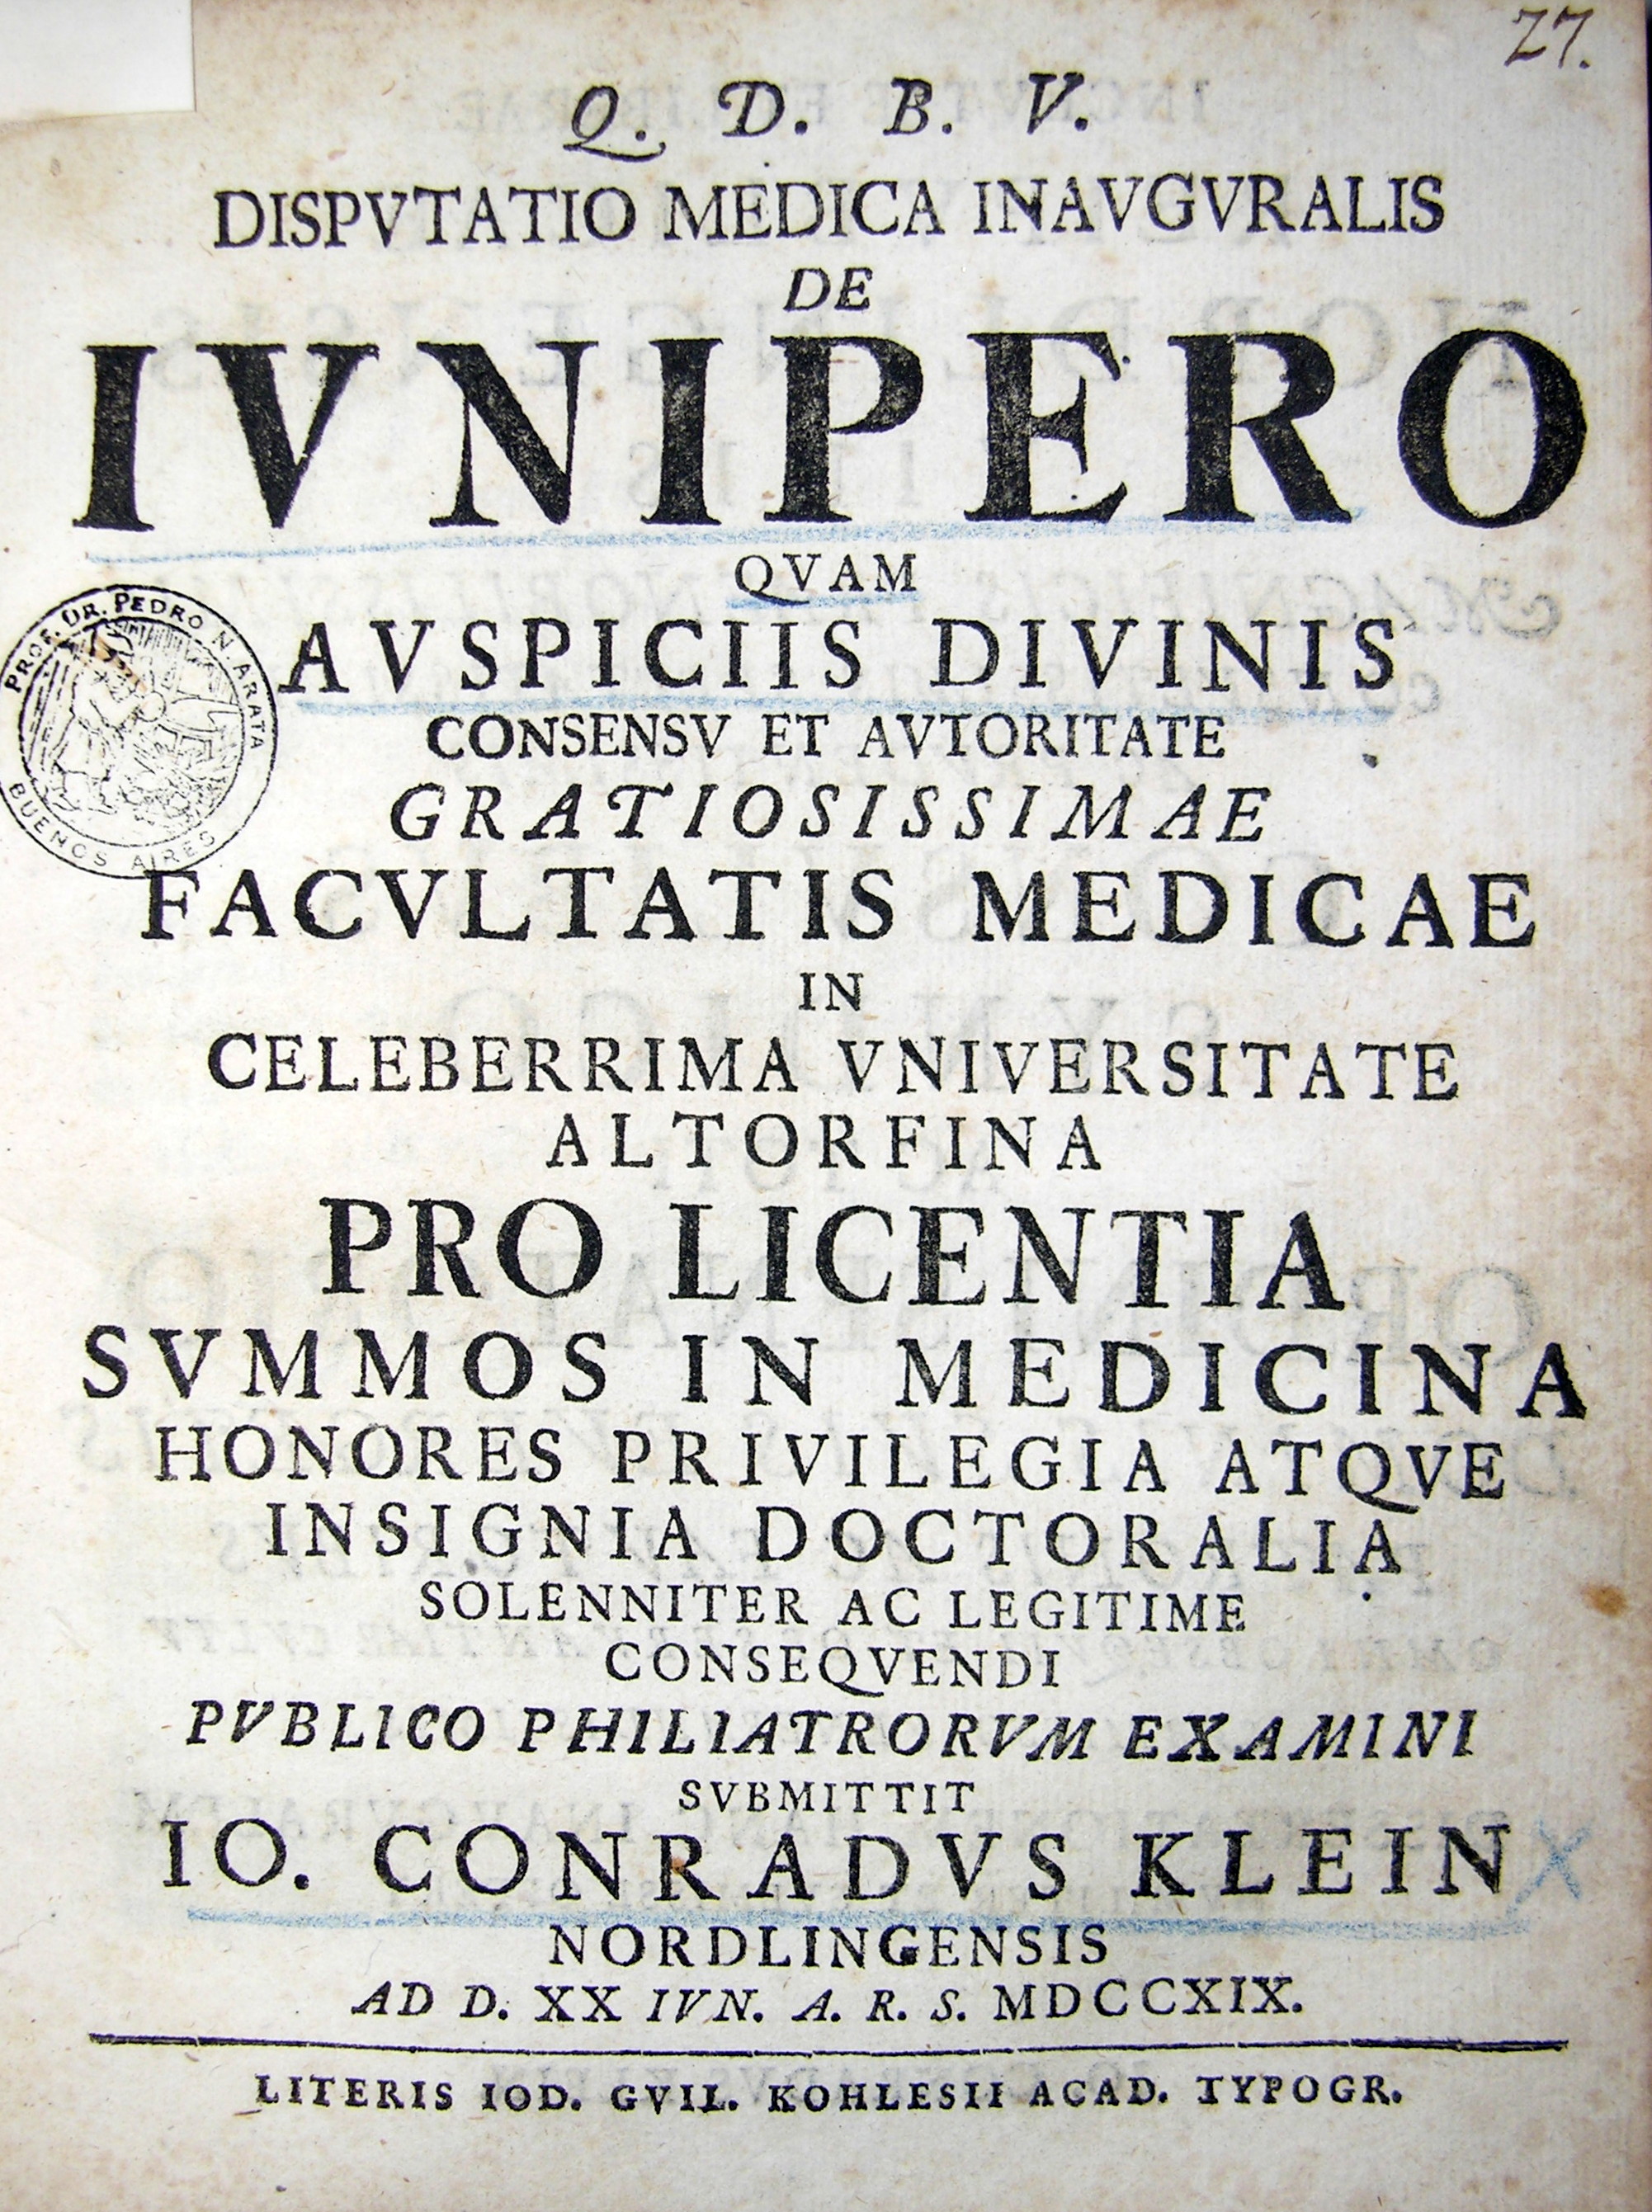 27.
Q. D. B. V.
DISPVTATIO MEDICA INAVGVRALIS
DE
IVNIPERO
QVAM
AVSPICIIS DIVINIS
CONSENSV ET AVTORITATE
GRATIOSISSIMAE
FACVLTATIS MEDICAE
IN
CELEBERRIMA VNIVERSITATE
ALTORFINA
PRO LICENTIA
SVMMOS IN MEDICINA
HONORES PRIVILEGIA ATQVE
INSIGNIA DOCTORALIA
SOLENNITER AC LEGITIME
CONSEQVENDI
PVBLICO PHILIATRORVM EXAMINI
SVBMITTIT
IO. CONRADVS KLEIN
NORDLINGENSIS
AD D. XX IVN. A. R. S. MDCCXIX.
LITERIS IOD. GVIL. KOHLESII ACAD. TYPOGR.
PROF. DR. PEDRO N. ARATA
BUENOS AIRES